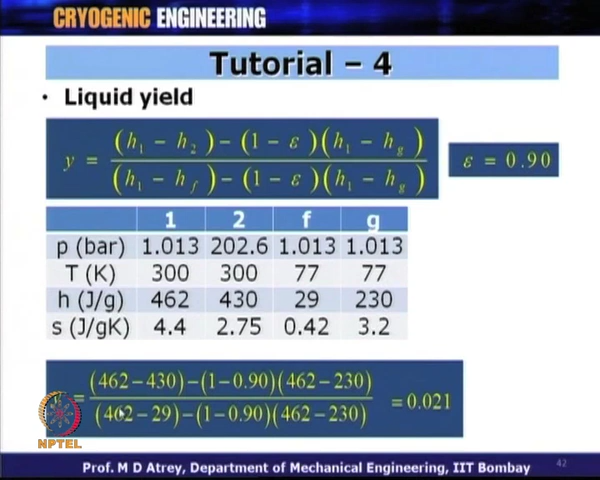 CRYOGENIC ENGINEERING
Tutorial – 4
• Liquid yield
y = ((h₁ − h₂) − (1 − ε)(h₁ − h_g)) / ((h₁ − h_f) − (1 − ε)(h₁ − h_g))
ε = 0.90
1 2 f g
p (bar) 1.013 202.6 1.013 1.013
T (K) 300 300 77 77
h (J/g) 462 430 29 230
s (J/gK) 4.4 2.75 0.42 3.2
= ((462−430)−(1−0.90)(462−230)) / ((462−29)−(1−0.90)(462−230)) = 0.021
NPTEL
Prof. M D Atrey, Department of Mechanical Engineering, IIT Bombay
42